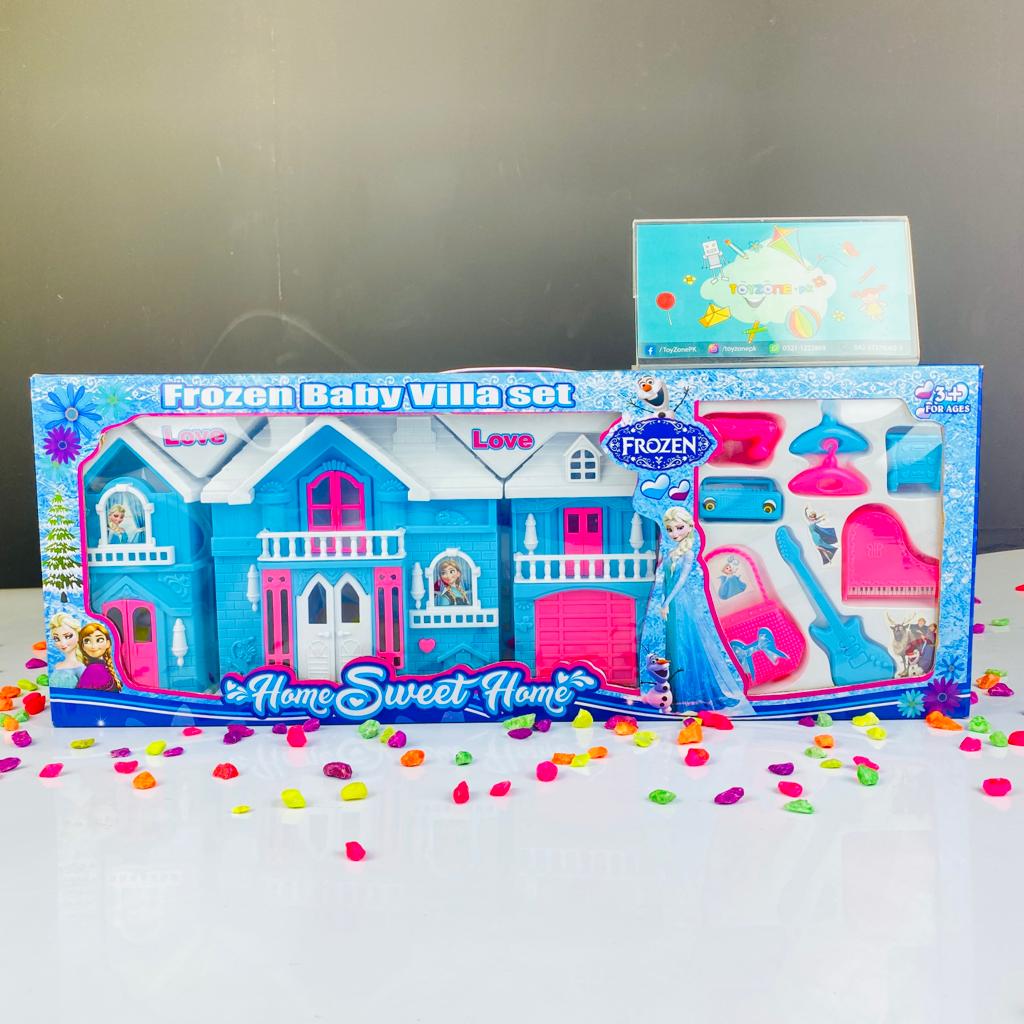 TOYZONE.PK
/ToyZonePK
/toyzonepk
Frozen Baby Villa set
3+
FOR AGES
Love
Love
FROZEN
Home Sweet Home